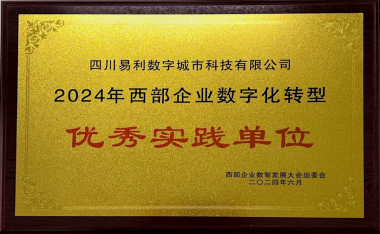 四川易利数字城市科技有限公司
2024年西部企业数字化转型
优秀实践单位
西部企业数智发展大会组委会
二〇二四年六月